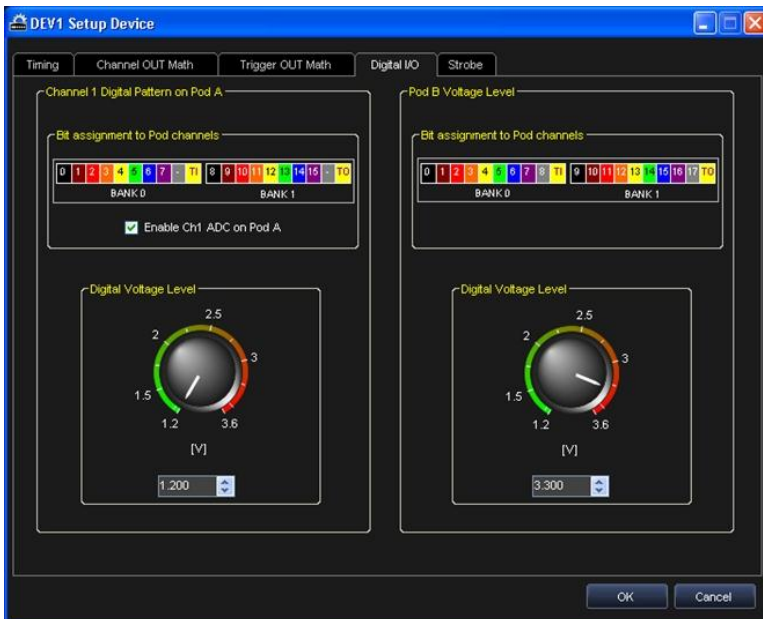 DEV1 Setup Device
Timing Channel OUT Math Trigger OUT Math Digital I/O Strobe
Channel 1 Digital Pattern on Pod A
Bit assignment to Pod channels
0 1 2 3 4 5 6 7 - TI 8 9 10 11 12 13 14 15 - TO
BANK 0 BANK 1
Enable Ch1 ADC on Pod A
Digital Voltage Level
2.5
2
3
1.5
1.2 3.6
[V]
1.200
Pod B Voltage Level
Bit assignment to Pod channels
0 1 2 3 4 5 6 7 8 TI 9 10 11 12 13 14 15 16 17 TO
BANK 0 BANK 1
Digital Voltage Level
2.5
2
3
1.5
1.2 3.6
[V]
3.300
OK Cancel